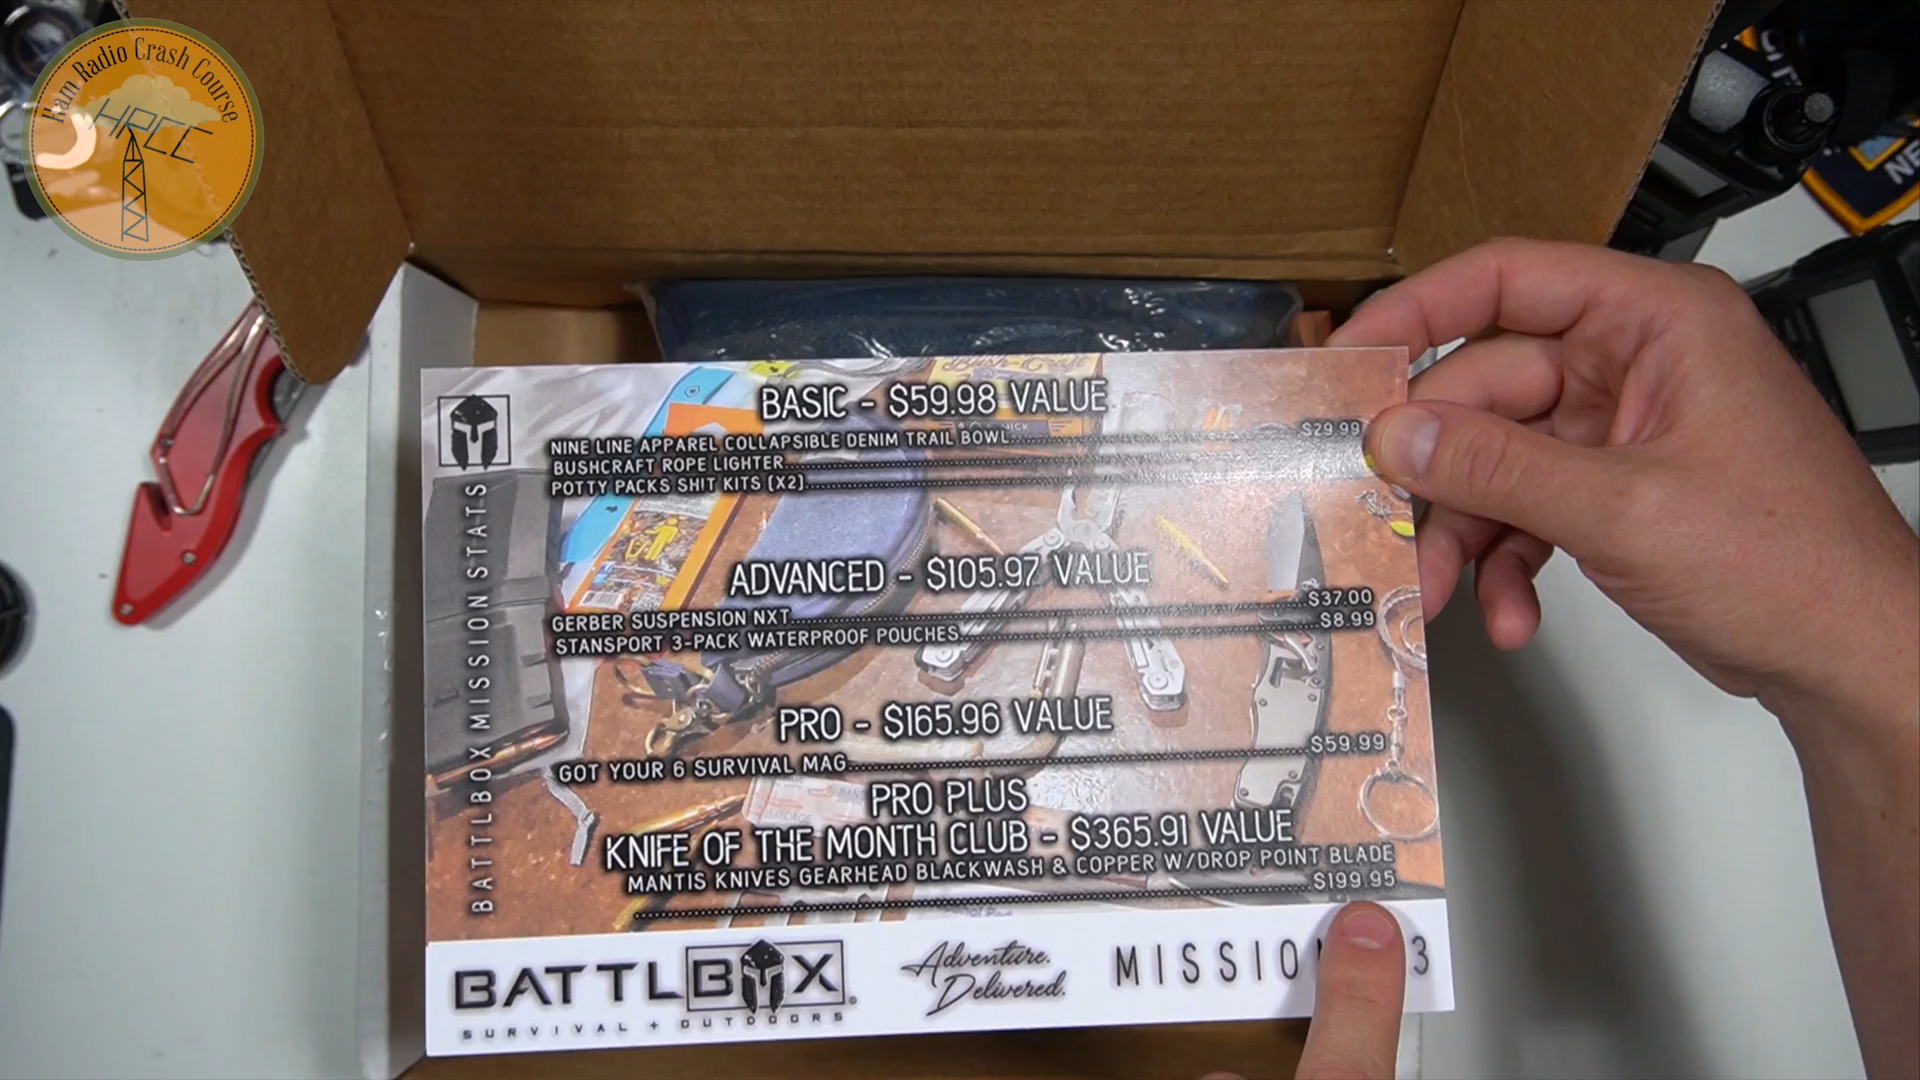 Ham Radio Crash Course
HRCC
BASIC - $59.98 VALUE
NINE LINE APPAREL COLLAPSIBLE DENIM TRAIL BOWL $29.99
BUSHCRAFT ROPE LIGHTER
POTTY PACKS SHIT KITS (X2)
ADVANCED - $105.97 VALUE
GERBER SUSPENSION NXT $37.00
STANSPORT 3-PACK WATERPROOF POUCHES $8.99
PRO - $165.96 VALUE
GOT YOUR 6 SURVIVAL MAG $59.99
PRO PLUS
KNIFE OF THE MONTH CLUB - $365.91 VALUE
MANTIS KNIVES GEARHEAD BLACKWASH & COPPER W/DROP POINT BLADE
$199.95
BATTLBOX MISSION STATS
BATTLBOX
SURVIVAL + OUTDOORS
Adventure.
Delivered.
MISSIO 3
NE